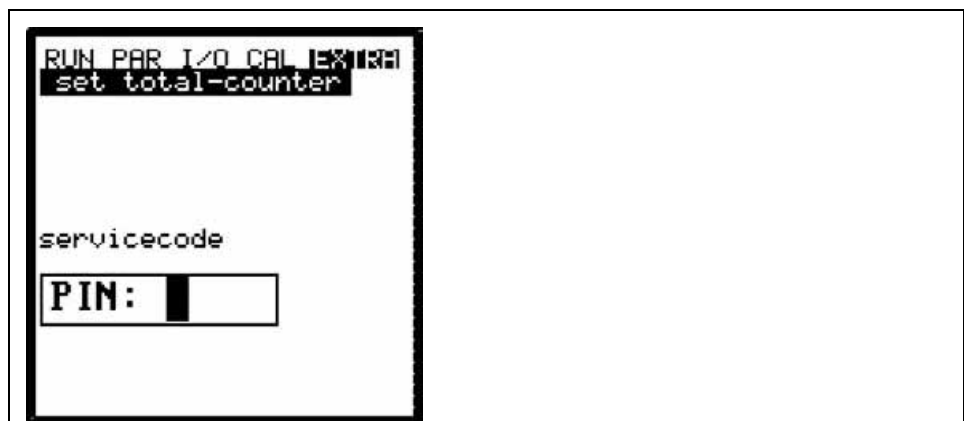 RUN PAR I/O CAL EXTRA
set total-counter
servicecode
PIN: